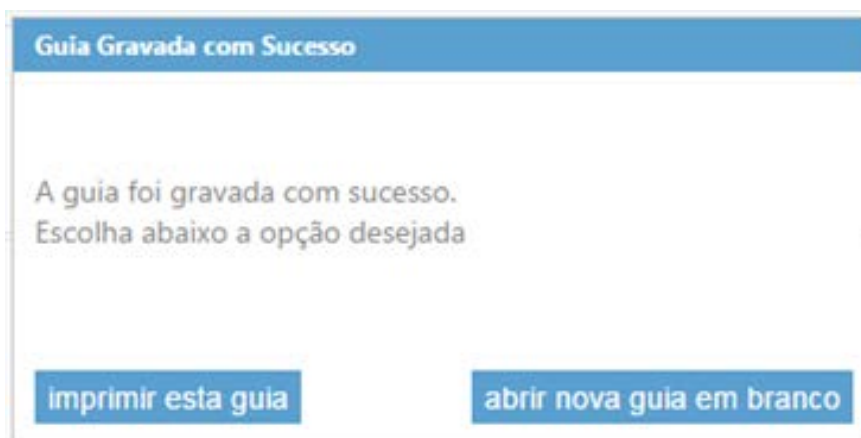 Guia Gravada com Sucesso
A guia foi gravada com sucesso.
Escolha abaixo a opção desejada
imprimir esta guia
abrir nova guia em branco